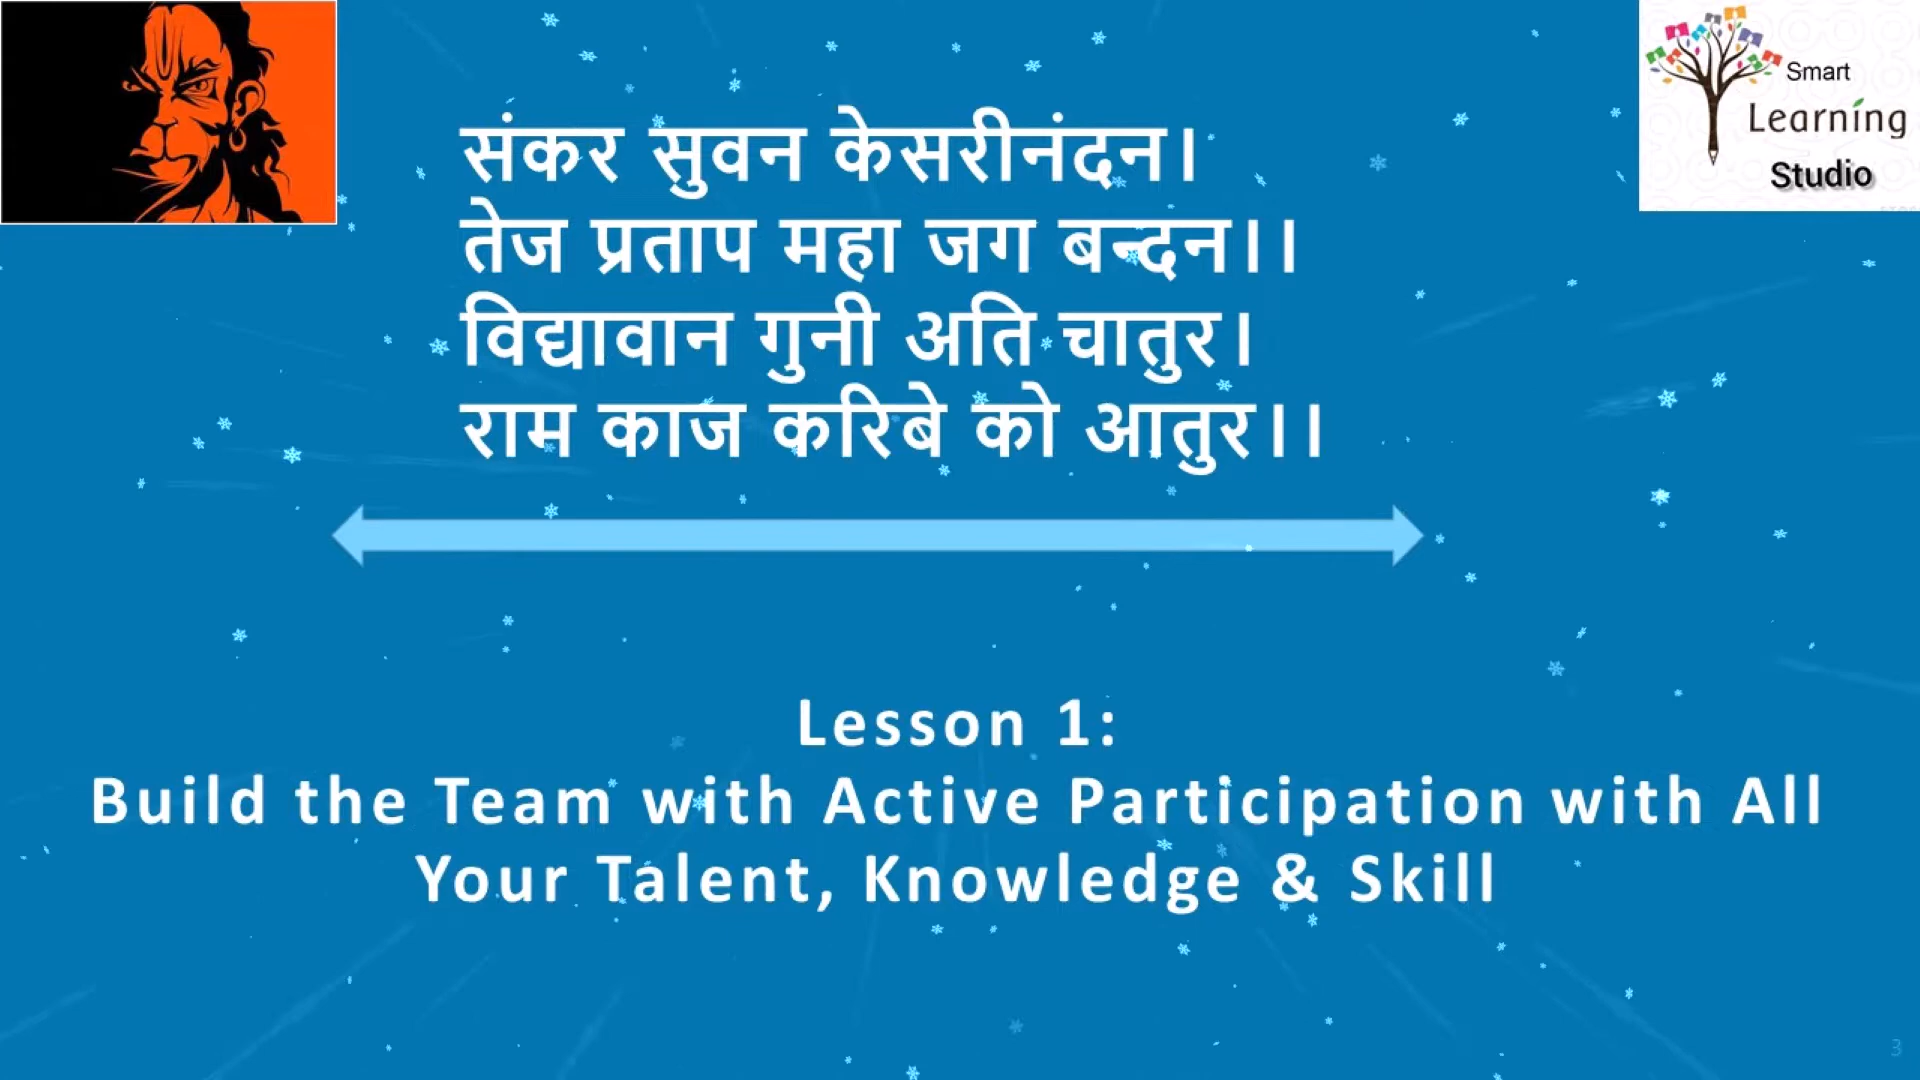 Smart
Learning
Studio
संकर सुवन केसरीनंदन।
तेज प्रताप महा जग बन्दन।।
विद्यावान गुनी अति चातुर।
राम काज करिबे को आतुर।।
Lesson 1:
Build the Team with Active Participation with All
Your Talent, Knowledge & Skill
3